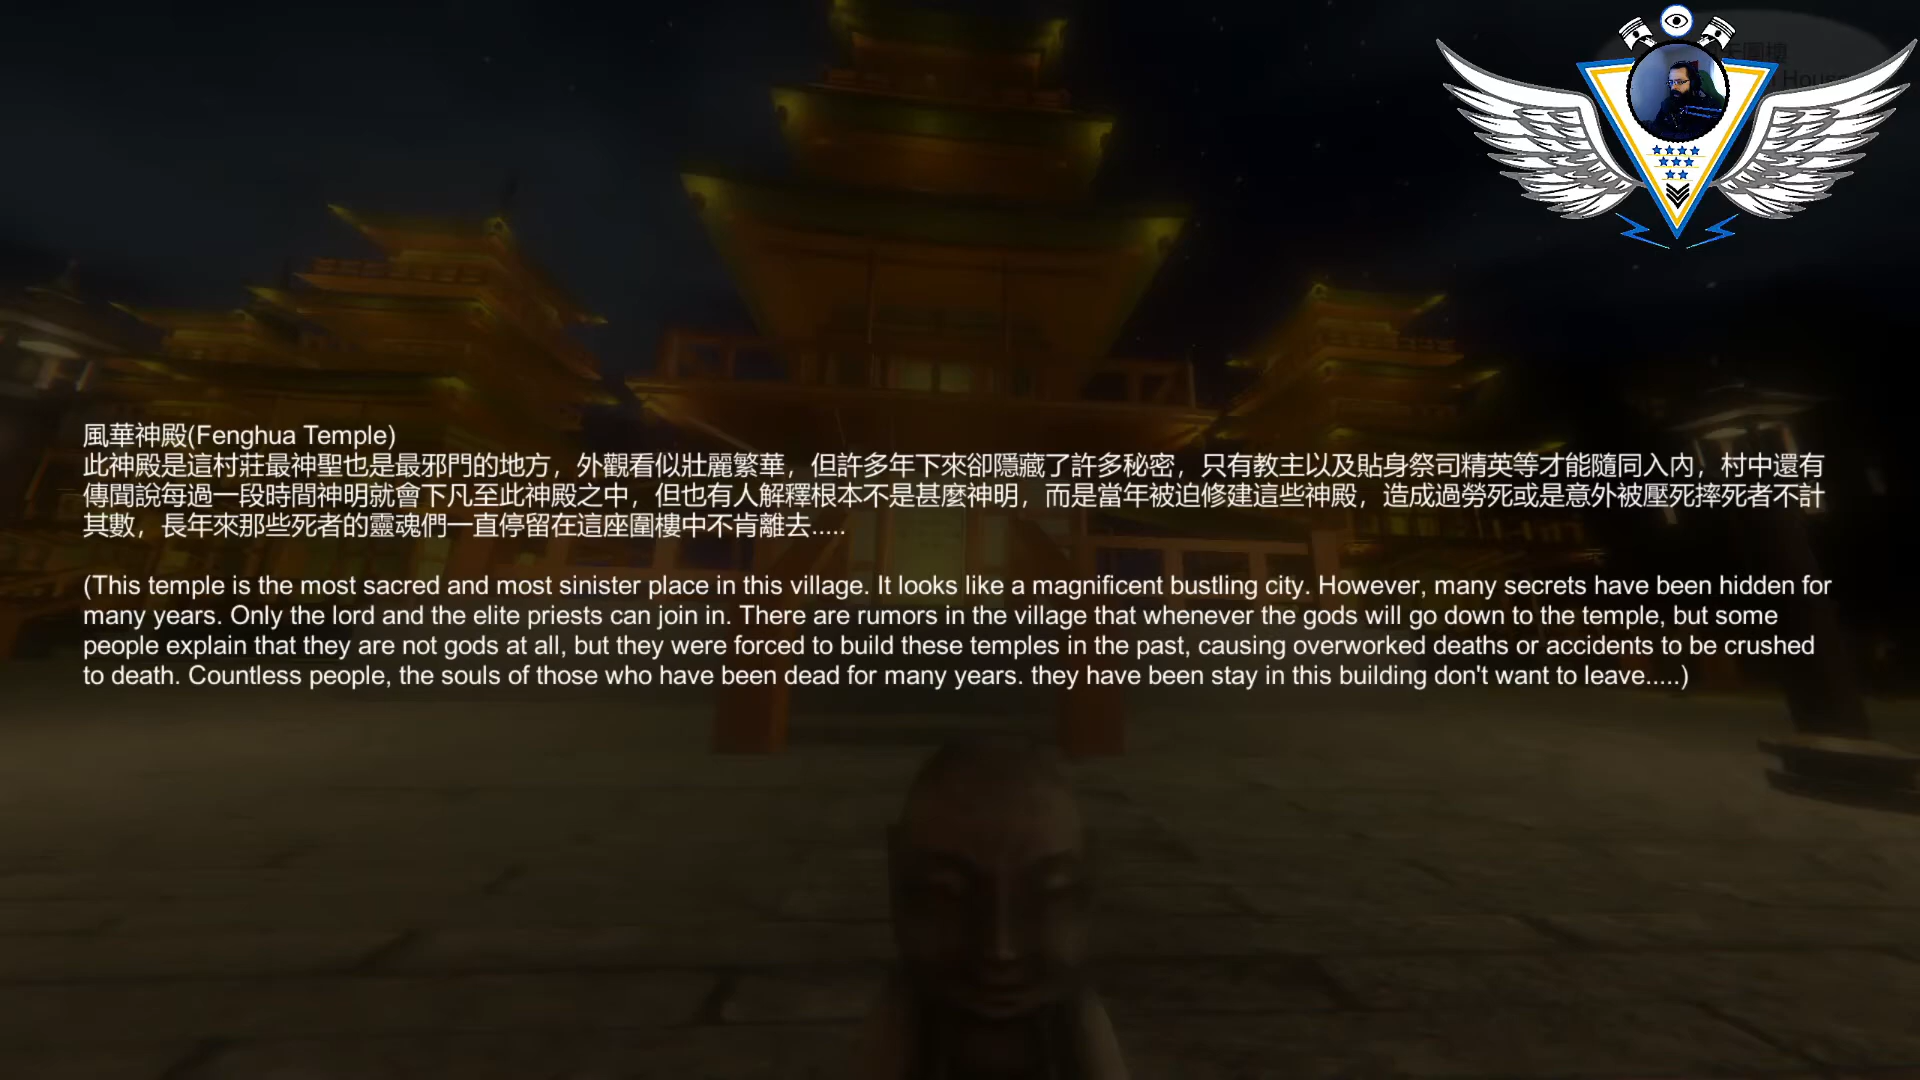 天圍樓
House
風華神殿(Fenghua Temple)
此神殿是這村莊最神聖也是最邪門的地方，外觀看似壯麗繁華，但許多年下來卻隱藏了許多秘密，只有教主以及貼身祭司精英等才能隨同入內，村中還有
傳聞說每過一段時間神明就會下凡至此神殿之中，但也有人解釋根本不是甚麼神明，而是當年被迫修建這些神殿，造成過勞死或是意外被壓死摔死者不計
其數，長年來那些死者的靈魂們一直停留在這座圍樓中不肯離去.....
(This temple is the most sacred and most sinister place in this village. It looks like a magnificent bustling city. However, many secrets have been hidden for
many years. Only the lord and the elite priests can join in. There are rumors in the village that whenever the gods will go down to the temple, but some
people explain that they are not gods at all, but they were forced to build these temples in the past, causing overworked deaths or accidents to be crushed
to death. Countless people, the souls of those who have been dead for many years. they have been stay in this building don't want to leave.....)